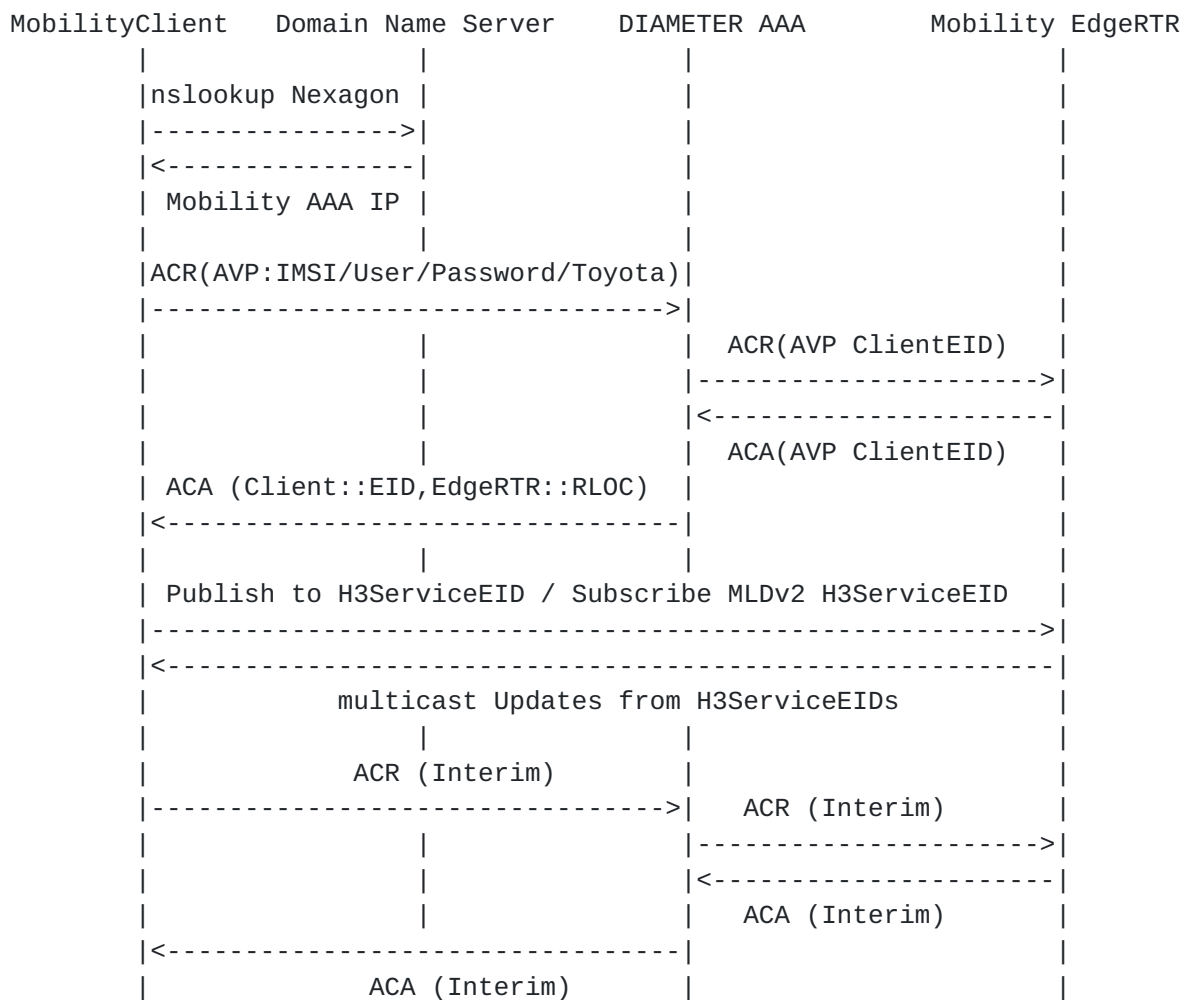 MobilityClient   Domain Name Server    DIAMETER AAA        Mobility EdgeRTR
        |                 |                |                       |
        |nslookup Nexagon |                |                       |
        |---------------->|                |                       |
        |<----------------|                |                       |
        | Mobility AAA IP |                |                       |
        |                 |                |                       |
        |ACR(AVP:IMSI/User/Password/Toyota)|                       |
        |--------------------------------->|                       |
        |                 |                |  ACR(AVP ClientEID)   |
        |                 |                |---------------------->|
        |                 |                |<----------------------|
        |                 |                |  ACA(AVP ClientEID)   |
        | ACA (Client::EID,EdgeRTR::RLOC)  |                       |
        |<---------------------------------|                       |
        |                 |                |                       |
        | Publish to H3ServiceEID / Subscribe MLDv2 H3ServiceEID   |
        |--------------------------------------------------------->|
        |<---------------------------------------------------------|
        |            multicast Updates from H3ServiceEIDs          |
        |                 |                |                       |
        |             ACR (Interim)        |                       |
        |--------------------------------->|   ACR (Interim)       |
        |                 |                |---------------------->|
        |                 |                |<----------------------|
        |                 |                |   ACA (Interim)       |
        |<---------------------------------|                       |
        |              ACA (Interim)       |                       |